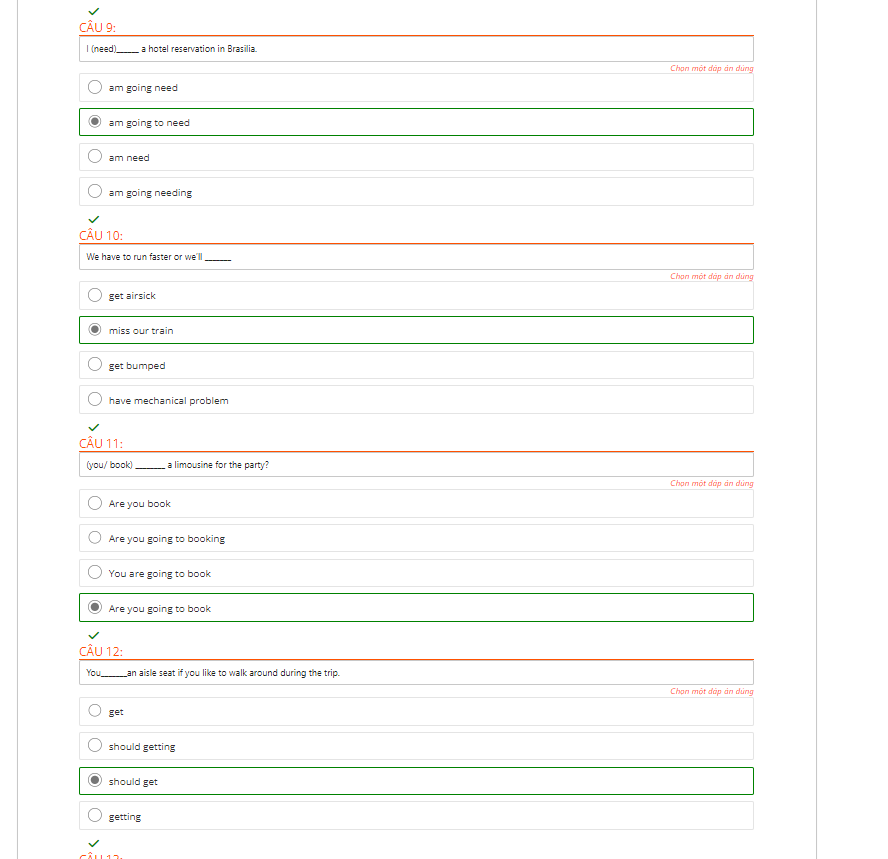 CÂU 9:
I (need)_____ a hotel reservation in Brasilia.
Chọn một đáp án đúng
am going need
am going to need
am need
am going needing
CÂU 10:
We have to run faster or we'll ______
Chọn một đáp án đúng
get airsick
miss our train
get bumped
have mechanical problem
CÂU 11:
(you/ book) _______ a limousine for the party?
Chọn một đáp án đúng
Are you book
Are you going to booking
You are going to book
Are you going to book
CÂU 12:
You______an aisle seat if you like to walk around during the trip.
Chọn một đáp án đúng
get
should getting
should get
getting
CÂU 13: